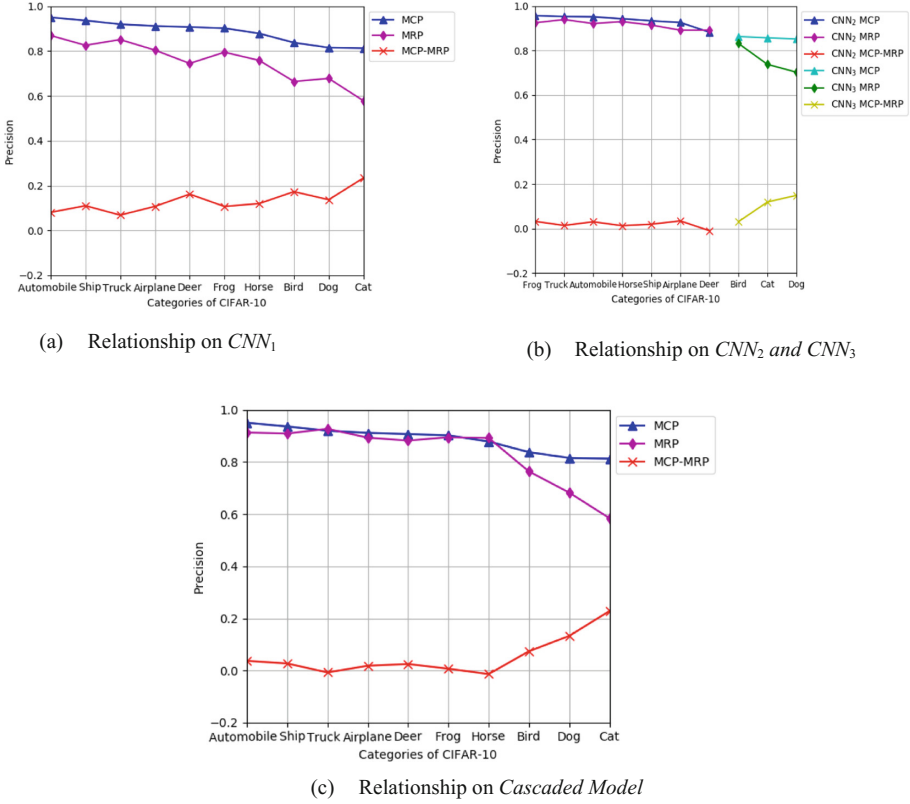 1.0
0.8
0.6
0.4
0.2
0.0
−0.2
Precision
Automobile Ship Truck Airplane Deer Frog Horse Bird Dog Cat
Categories of CIFAR-10
MCP
MRP
MCP-MRP
(a) Relationship on CNN₁
1.0
0.8
0.6
0.4
0.2
0.0
−0.2
Precision
Frog Truck Automobile Horse Ship Airplane Deer Bird Cat Dog
Categories of CIFAR-10
CNN₂ MCP
CNN₂ MRP
CNN₂ MCP-MRP
CNN₃ MCP
CNN₃ MRP
CNN₃ MCP-MRP
(b) Relationship on CNN₂ and CNN₃
1.0
0.8
0.6
0.4
0.2
0.0
−0.2
Precision
Automobile Ship Truck Airplane Deer Frog Horse Bird Dog Cat
Categories of CIFAR-10
MCP
MRP
MCP-MRP
(c) Relationship on Cascaded Model